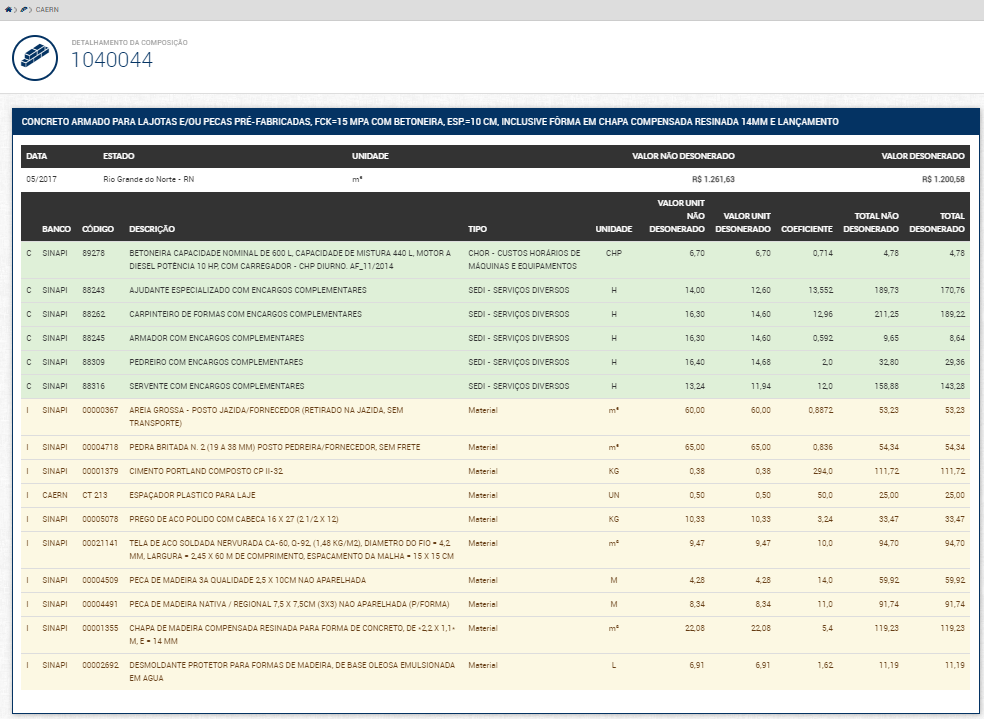 CAERN
DETALHAMENTO DA COMPOSIÇÃO
1040044
CONCRETO ARMADO PARA LAJOTAS E/OU PECAS PRÉ-FABRICADAS, FCK=15 MPA COM BETONEIRA, ESP.=10 CM, INCLUSIVE FÔRMA EM CHAPA COMPENSADA RESINADA 14MM E LANÇAMENTO
DATA ESTADO UNIDADE VALOR NÃO DESONERADO VALOR DESONERADO
05/2017 Rio Grande do Norte - RN R$ 1.261,63 R$ 1.200,58
VALOR UNIT
NÃO VALOR UNIT TOTAL NÃO TOTAL
BANCO CÓDIGO DESCRIÇÃO TIPO UNIDADE DESONERADO DESONERADO COEFICIENTE DESONERADO DESONERADO
C SINAPI 89278 BETONEIRA CAPACIDADE NOMINAL DE 600 L, CAPACIDADE DE MISTURA 440 L, MOTOR A CHOR - CUSTOS HORÁRIOS DE CHP 6,70 6,70 0,714 4,78 4,78
DIESEL POTÊNCIA 10 HP, COM CARREGADOR - CHP DIURNO. AF_11/2014 MÁQUINAS E EQUIPAMENTOS
C SINAPI 88243 AJUDANTE ESPECIALIZADO COM ENCARGOS COMPLEMENTARES SEDI - SERVIÇOS DIVERSOS H 14,00 12,60 13,552 189,73 170,76
C SINAPI 88262 CARPINTEIRO DE FORMAS COM ENCARGOS COMPLEMENTARES SEDI - SERVIÇOS DIVERSOS H 16,30 14,60 12,96 211,25 189,22
C SINAPI 88245 ARMADOR COM ENCARGOS COMPLEMENTARES SEDI - SERVIÇOS DIVERSOS H 16,30 14,60 0,592 9,65 8,64
C SINAPI 88309 PEDREIRO COM ENCARGOS COMPLEMENTARES SEDI - SERVIÇOS DIVERSOS H 16,40 14,68 2,0 32,80 29,36
C SINAPI 88316 SERVENTE COM ENCARGOS COMPLEMENTARES SEDI - SERVIÇOS DIVERSOS H 13,24 11,94 12,0 158,88 143,28
I SINAPI 00000367 AREIA GROSSA - POSTO JAZIDA/FORNECEDOR (RETIRADO NA JAZIDA, SEM Material 60,00 60,00 0,8872 53,23 53,23
TRANSPORTE)
I SINAPI 00004718 PEDRA BRITADA N. 2 (19 A 38 MM) POSTO PEDREIRA/FORNECEDOR, SEM FRETE Material 65,00 65,00 0,836 54,34 54,34
I SINAPI 00001379 CIMENTO PORTLAND COMPOSTO CP II-32 Material KG 0,38 0,38 294,0 111,72 111,72
I CAERN CT 213 ESPAÇADOR PLASTICO PARA LAJE Material UN 0,50 0,50 50,0 25,00 25,00
I SINAPI 00005078 PREGO DE ACO POLIDO COM CABECA 16 X 27 (2 1/2 X 12) Material KG 10,33 10,33 3,24 33,47 33,47
I SINAPI 00021141 TELA DE ACO SOLDADA NERVURADA CA-60, Q-92, (1,48 KG/M2), DIAMETRO DO FIO = 4,2 Material 9,47 9,47 10,0 94,70 94,70
MM, LARGURA = 2,45 X 60 M DE COMPRIMENTO, ESPACAMENTO DA MALHA = 15 X 15 CM
I SINAPI 00004509 PECA DE MADEIRA 3A QUALIDADE 2,5 X 10CM NAO APARELHADA Material M 4,28 4,28 14,0 59,92 59,92
I SINAPI 00004491 PECA DE MADEIRA NATIVA / REGIONAL 7,5 X 7,5CM (3X3) NAO APARELHADA (P/FORMA) Material M 8,34 8,34 11,0 91,74 91,74
I SINAPI 00001355 CHAPA DE MADEIRA COMPENSADA RESINADA PARA FORMA DE CONCRETO, DE *2,2 X 1,1* Material 22,08 22,08 5,4 119,23 119,23
M, E = 14 MM
I SINAPI 00002692 DESMOLDANTE PROTETOR PARA FORMAS DE MADEIRA, DE BASE OLEOSA EMULSIONADA Material L 6,91 6,91 1,62 11,19 11,19
EM AGUA